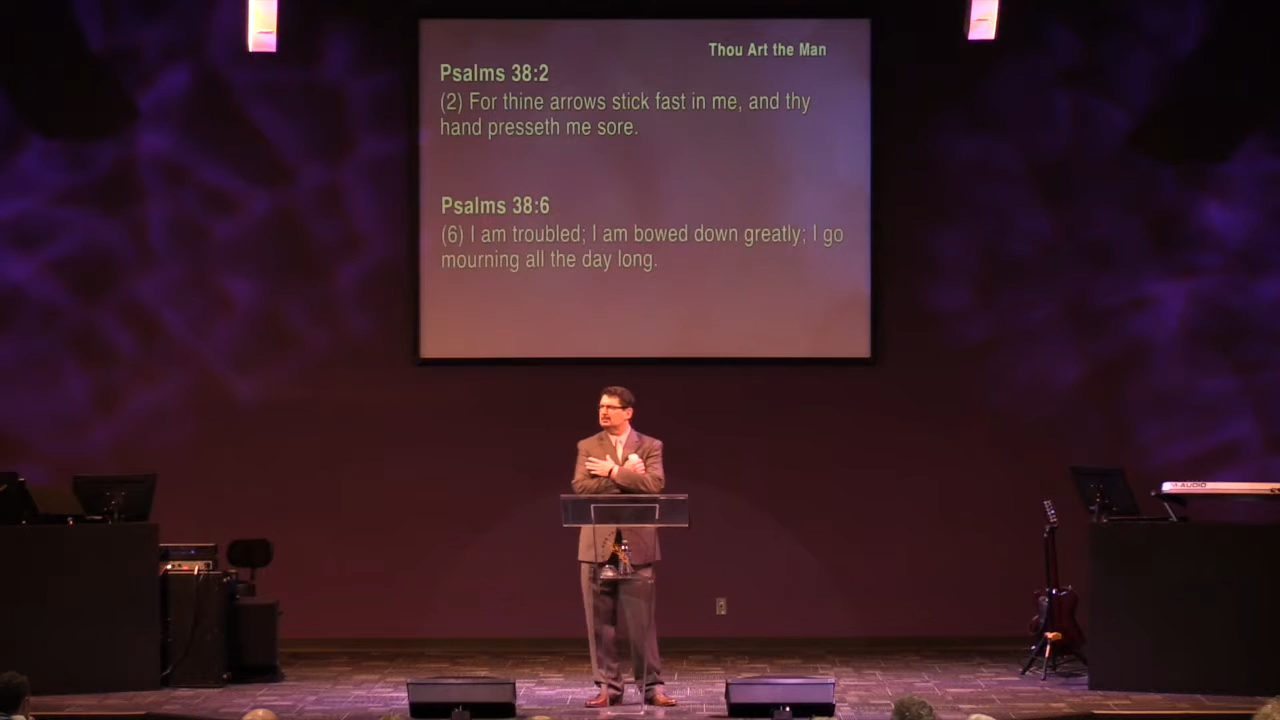 Thou Art the Man
Psalms 38:2
(2) For thine arrows stick fast in me, and thy
hand presseth me sore.
Psalms 38:6
(6) I am troubled; I am bowed down greatly; I go
mourning all the day long.
M-AUDIO